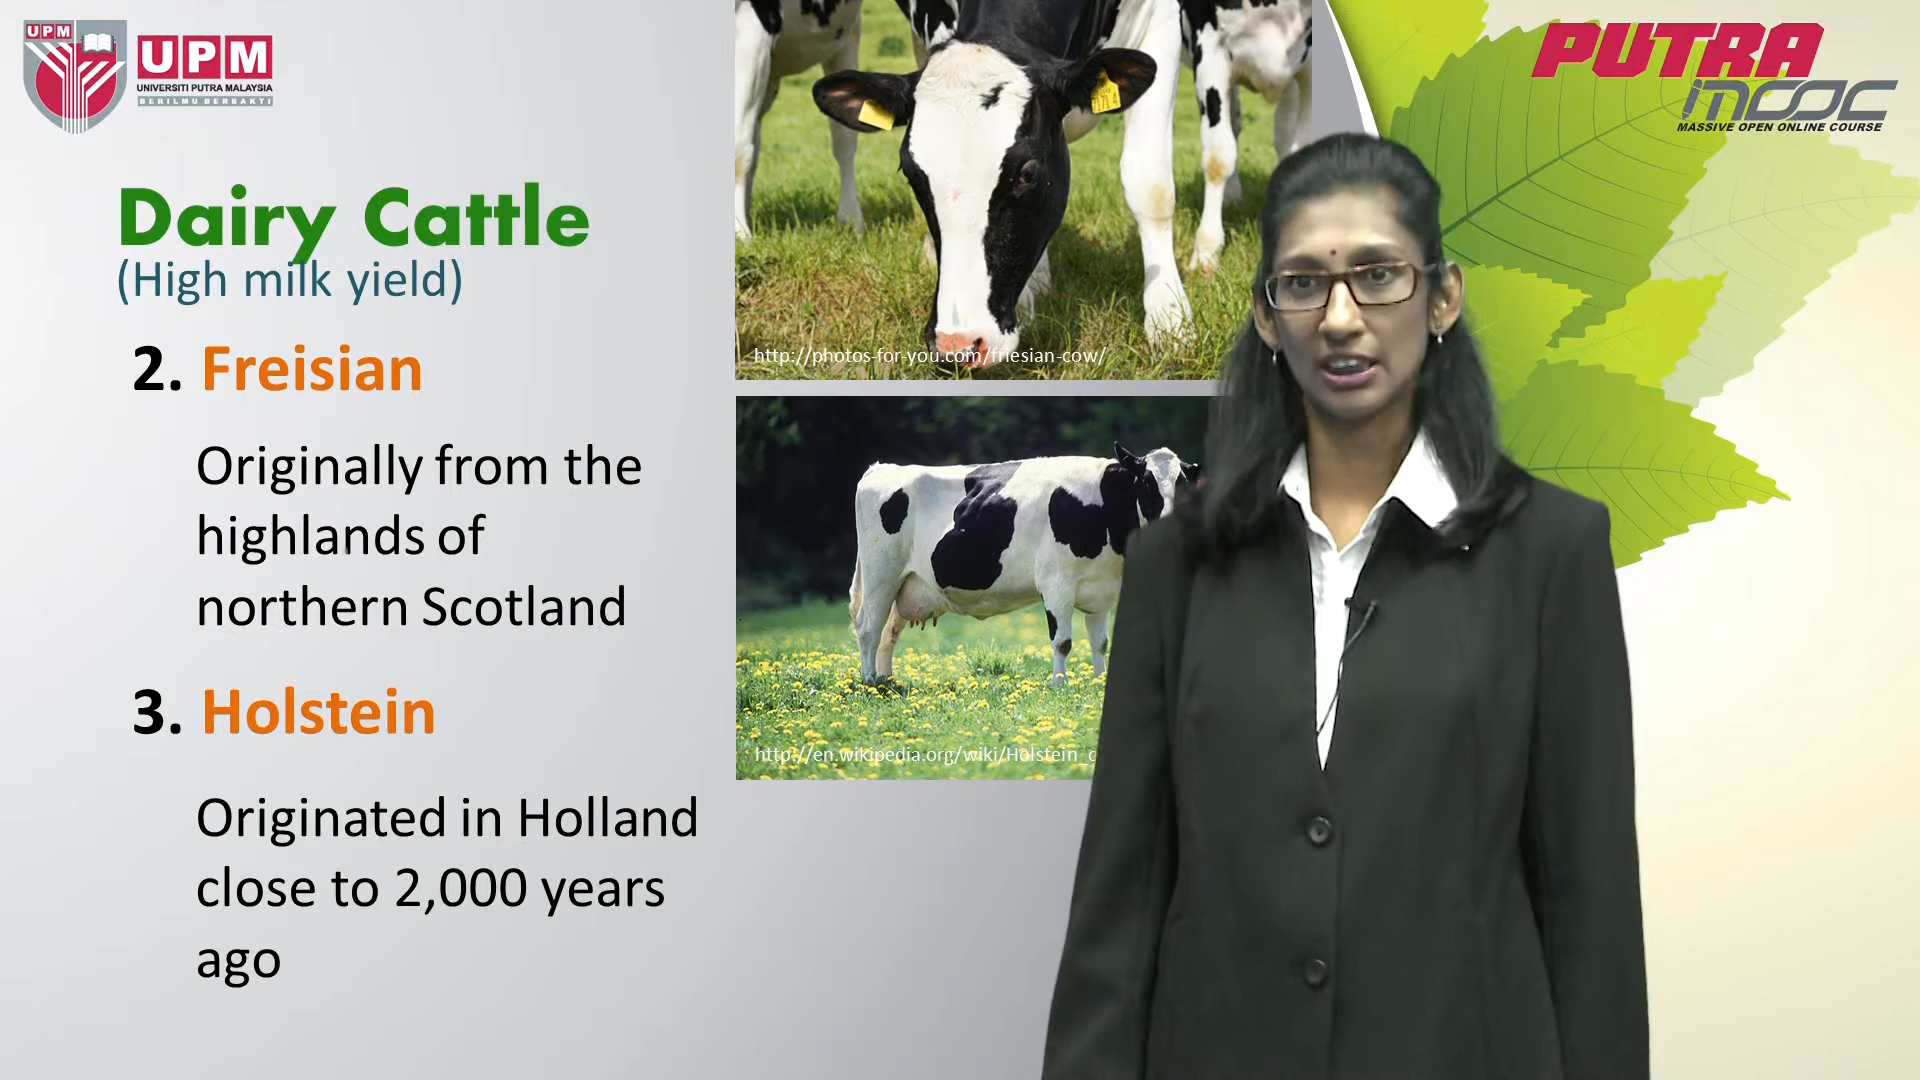 UPM
UPM
UNIVERSITI PUTRA MALAYSIA
BERILMU BERBAKTI
PUTRA
mooc
MASSIVE OPEN ONLINE COURSE
Dairy Cattle
(High milk yield)
2. Freisian
Originally from the
highlands of
northern Scotland
3. Holstein
Originated in Holland
close to 2,000 years
ago
http://photos-for-you.com/friesian-cow/
http://en.wikipedia.org/wiki/Holstein_c